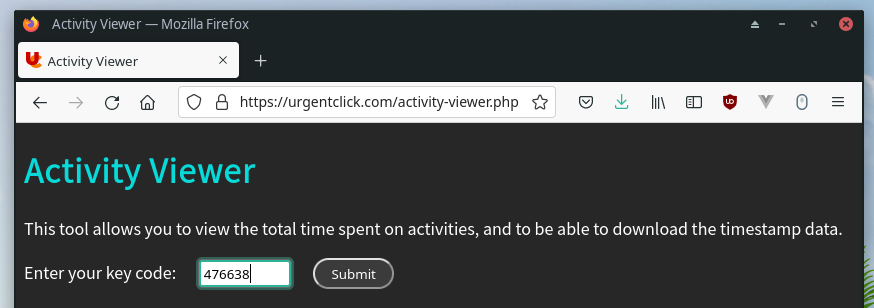 Activity Viewer — Mozilla Firefox
Activity Viewer
https://urgentclick.com/activity-viewer.php
Activity Viewer
This tool allows you to view the total time spent on activities, and to be able to download the timestamp data.
Enter your key code: 476638 Submit